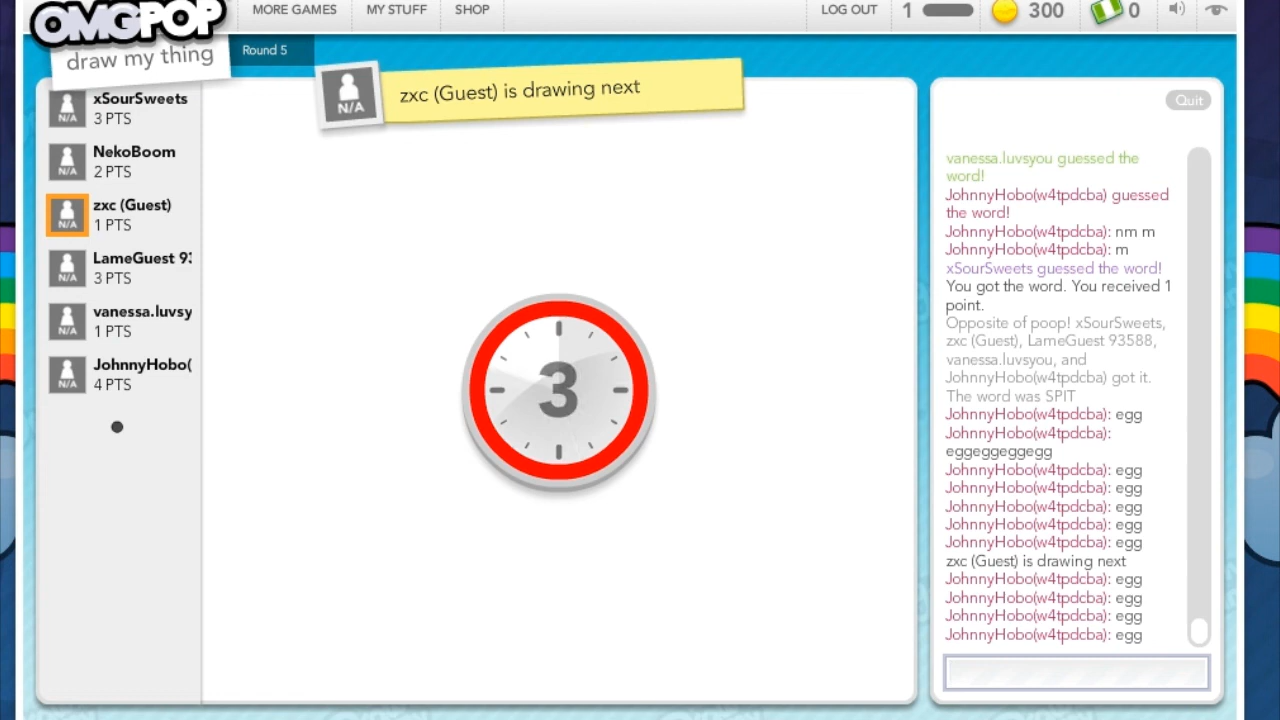 OMGPOP
MORE GAMES
MY STUFF
SHOP
LOG OUT
1
300
0
draw my thing
Round 5
zxc (Guest) is drawing next
N/A
N/A
xSourSweets
3 PTS
N/A
NekoBoom
2 PTS
N/A
zxc (Guest)
1 PTS
N/A
LameGuest 93
3 PTS
N/A
vanessa.luvsy
1 PTS
N/A
JohnnyHobo(
4 PTS
3
Quit
vanessa.luvsyou guessed the
word!
JohnnyHobo(w4tpdcba) guessed
the word!
JohnnyHobo(w4tpdcba): nm m
JohnnyHobo(w4tpdcba): m
xSourSweets guessed the word!
You got the word. You received 1
point.
Opposite of poop! xSourSweets,
zxc (Guest), LameGuest 93588,
vanessa.luvsyou, and
JohnnyHobo(w4tpdcba) got it.
The word was SPIT
JohnnyHobo(w4tpdcba): egg
JohnnyHobo(w4tpdcba):
eggeggeggegg
JohnnyHobo(w4tpdcba): egg
JohnnyHobo(w4tpdcba): egg
JohnnyHobo(w4tpdcba): egg
JohnnyHobo(w4tpdcba): egg
JohnnyHobo(w4tpdcba): egg
zxc (Guest) is drawing next
JohnnyHobo(w4tpdcba): egg
JohnnyHobo(w4tpdcba): egg
JohnnyHobo(w4tpdcba): egg
JohnnyHobo(w4tpdcba): egg